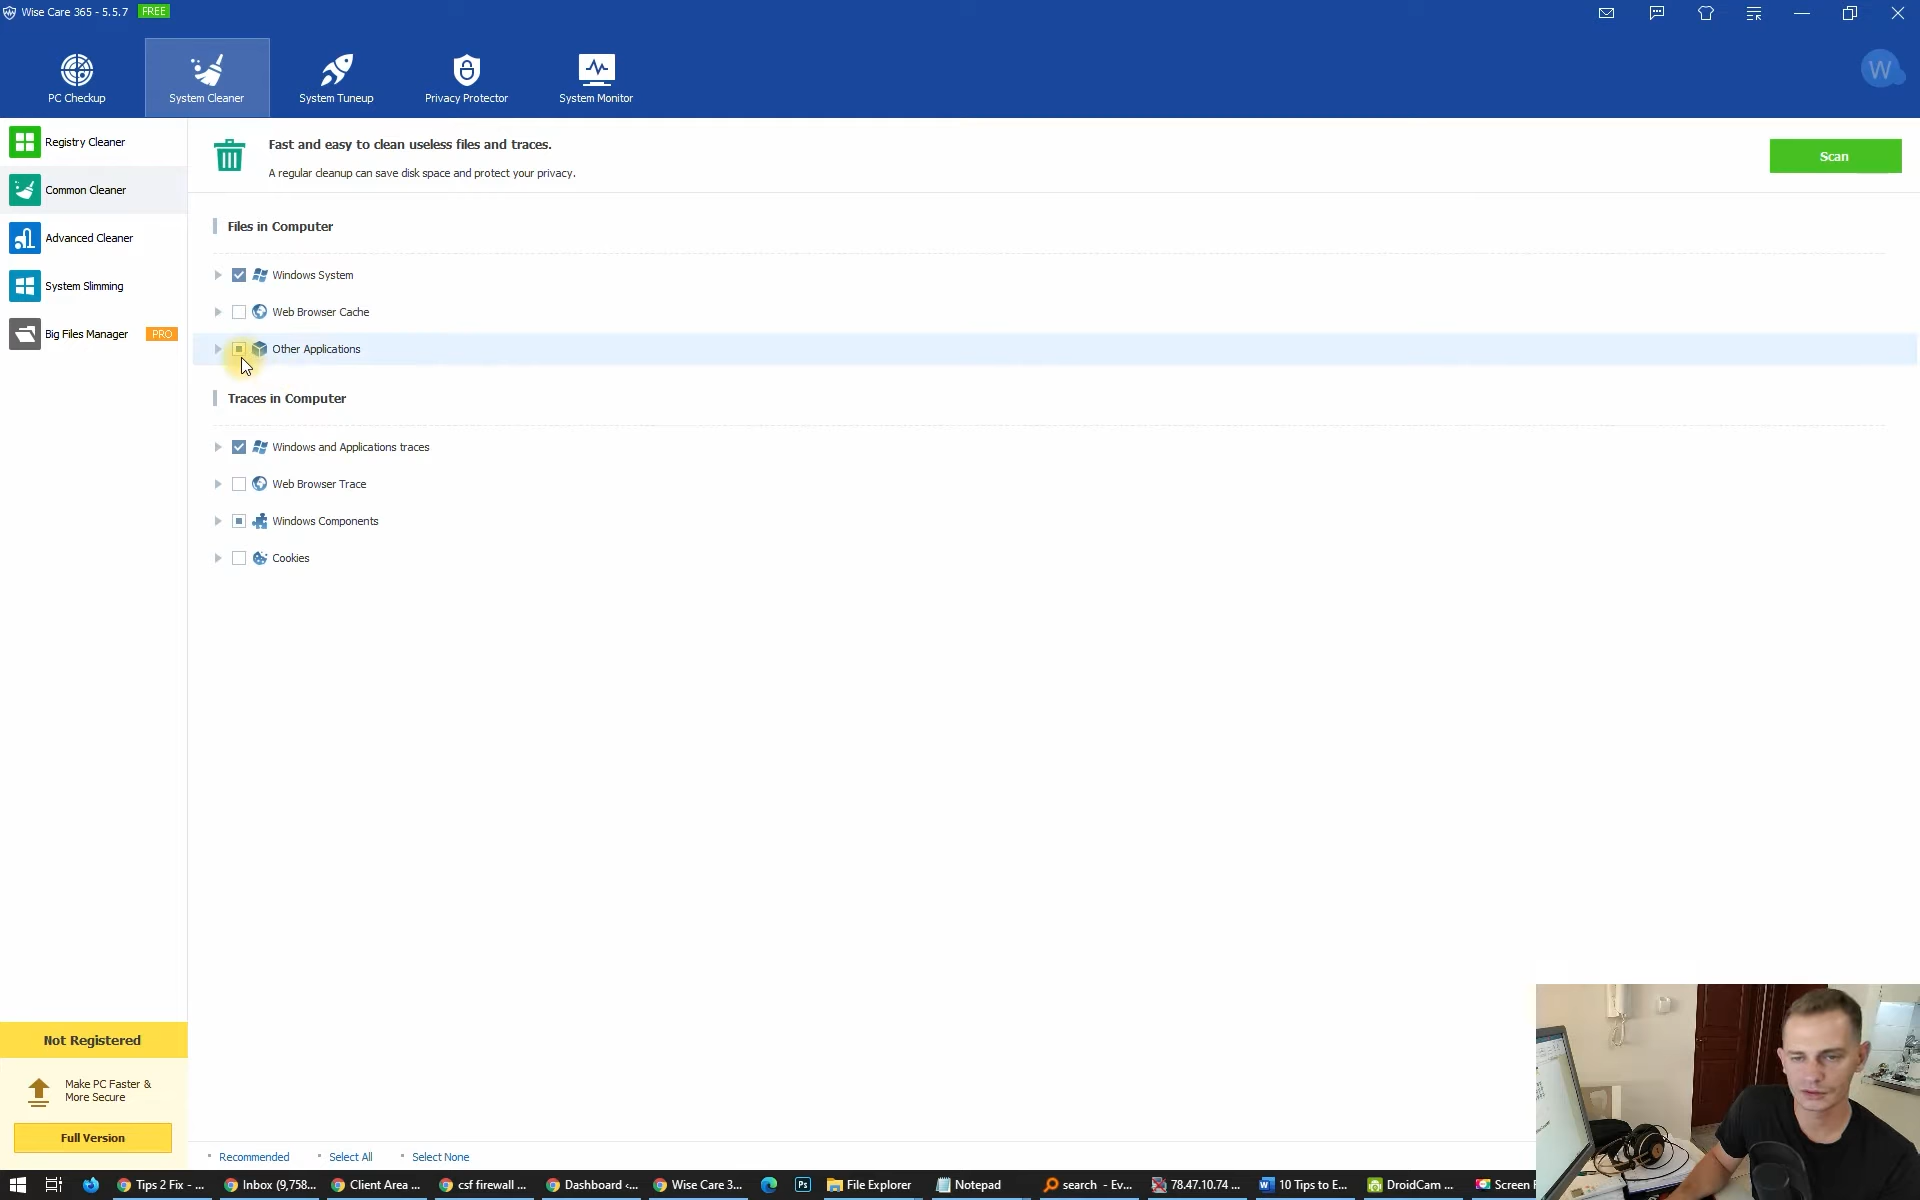 Wise Care 365 - 5.5.7 FREE
PC Checkup
System Cleaner
System Tuneup
Privacy Protector
System Monitor
W
Registry Cleaner
Common Cleaner
Advanced Cleaner
System Slimming
Big Files Manager PRO
Fast and easy to clean useless files and traces.
A regular cleanup can save disk space and protect your privacy.
Scan
Files in Computer
Windows System
Web Browser Cache
Other Applications
Traces in Computer
Windows and Applications traces
Web Browser Trace
Windows Components
Cookies
Not Registered
Make PC Faster &
More Secure
Full Version
Recommended
Select All
Select None
Tips 2 Fix - ...
Inbox (9,758...
Client Area ...
csf firewall ...
Dashboard ‹...
Wise Care 3...
Ps
File Explorer
Notepad
search - Ev...
78.47.10.74 ...
10 Tips to E...
DroidCam ...
Screen